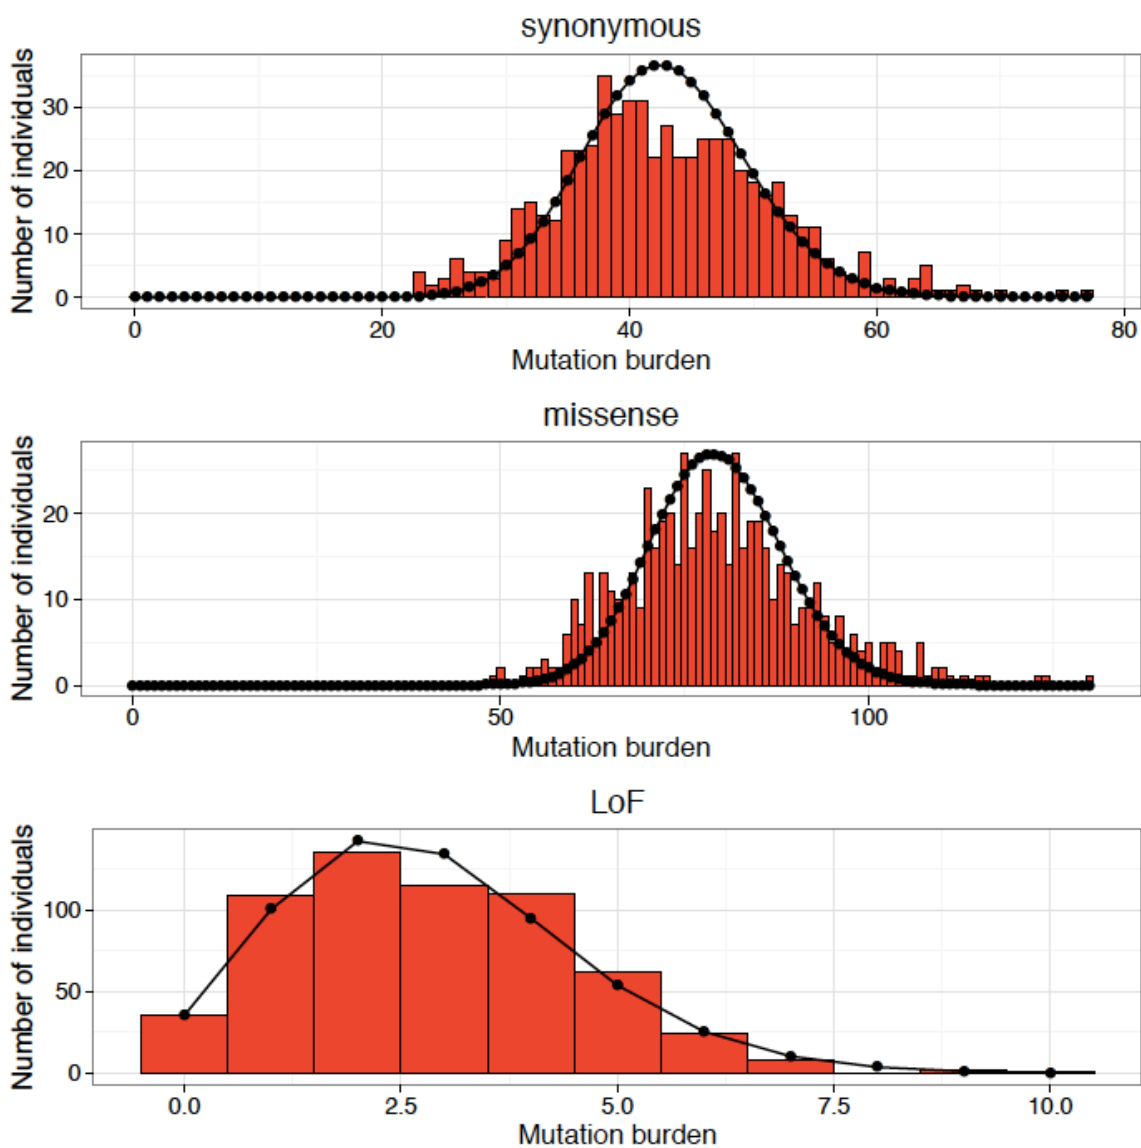 synonymous
Number of individuals
30
20
10
0
0 20 40 60 80
Mutation burden
missense
Number of individuals
20
10
0
0 50 100
Mutation burden
LoF
Number of individuals
100
50
0
0.0 2.5 5.0 7.5 10.0
Mutation burden